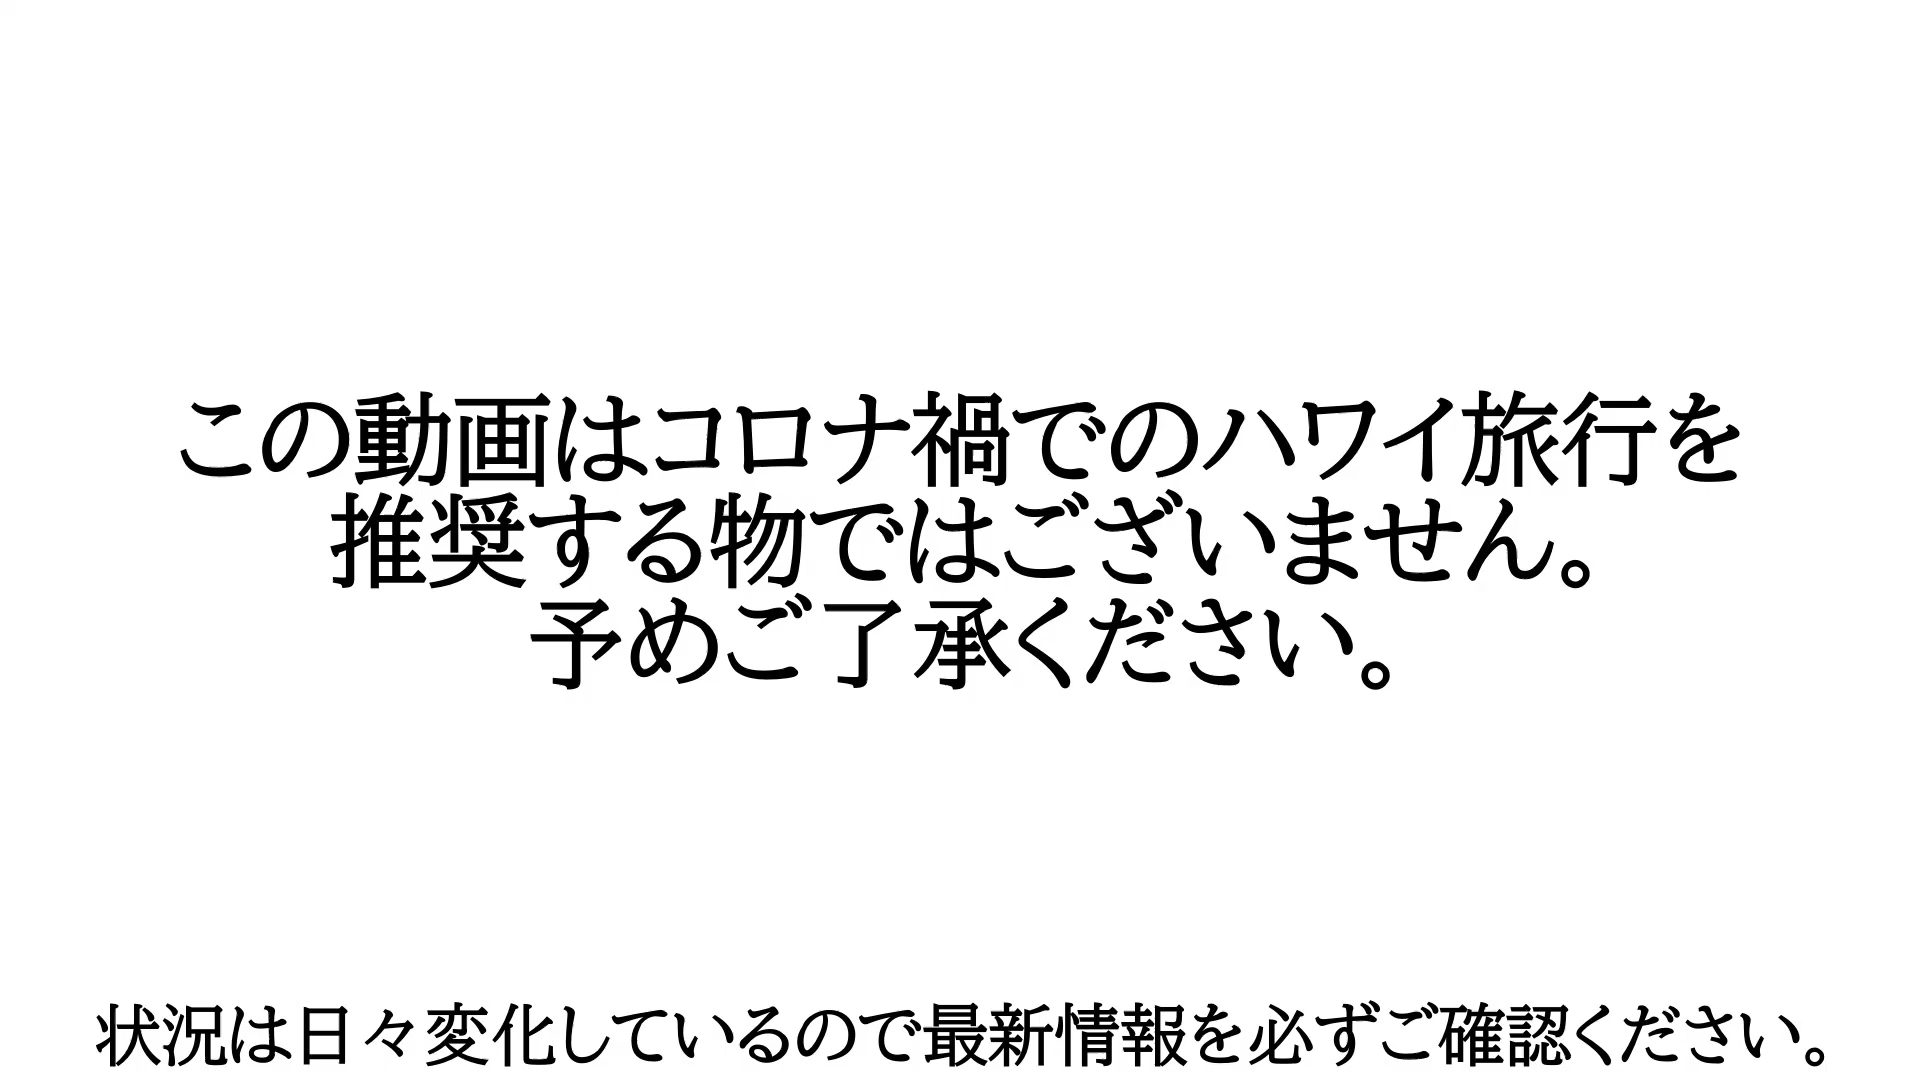 この動画はコロナ禍でのハワイ旅行を
推奨する物ではございません。
予めご了承ください。
状況は日々変化しているので最新情報を必ずご確認ください。